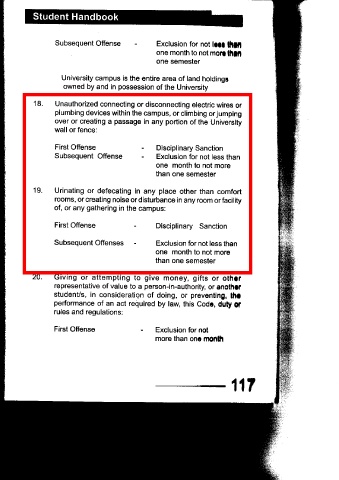 Student Handbook
Subsequent Offense - Exclusion for not less than
one month to not more than
one semester
University campus is the entire area of land holdings
owned by and in possession of the University
18. Unauthorized connecting or disconnecting electric wires or
plumbing devices within the campus, or climbing or jumping
over or creating a passage in any portion of the University
wall or fence:
First Offense - Disciplinary Sanction
Subsequent Offense - Exclusion for not less than
one month to not more
than one semester
19. Urinating or defecating in any place other than comfort
rooms, or creating noise or disturbance in any room or facility
of, or any gathering in the campus:
First Offense - Disciplinary Sanction
Subsequent Offenses - Exclusion for not less than
one month to not more
than one semester
20. Giving or attempting to give money, gifts or other
representative of value to a person-in-authority, or another
student/s, in consideration of doing, or preventing, the
performance of an act required by law, this Code, duty or
rules and regulations:
First Offense - Exclusion for not
more than one month
117